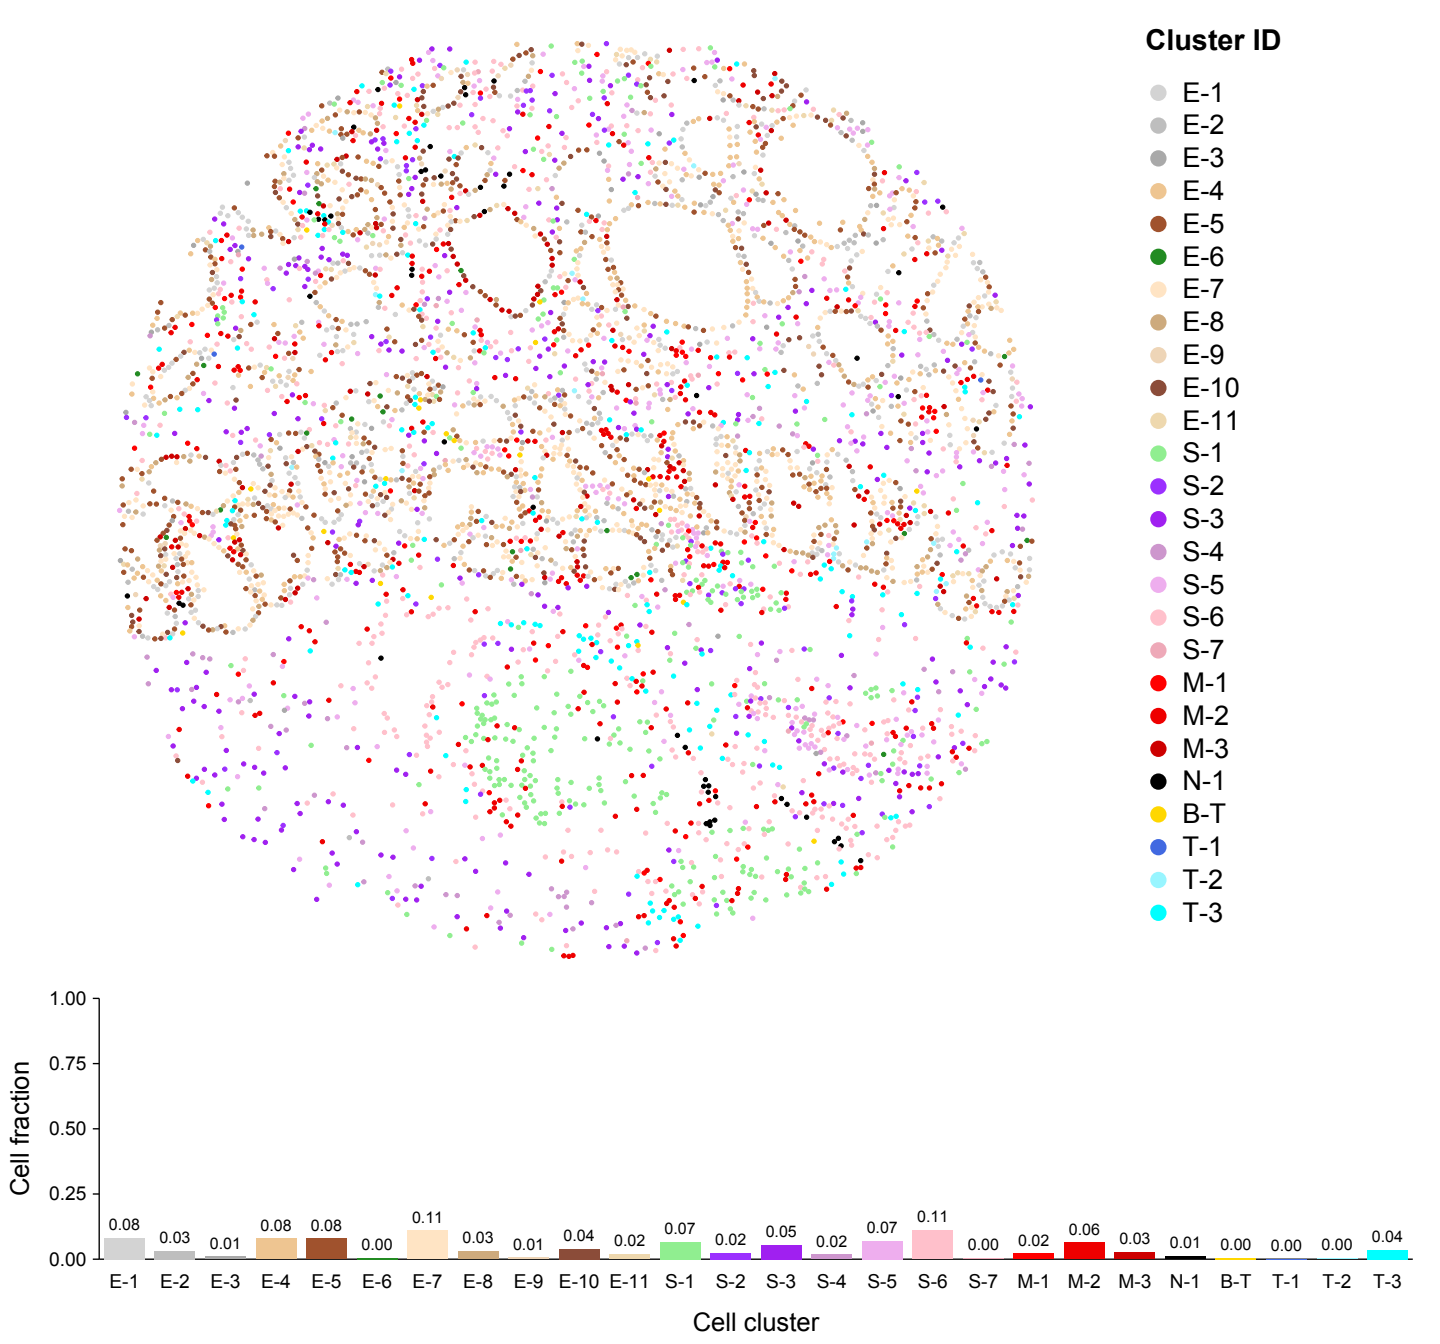 Cluster ID
E-1
E-2
E-3
E-4
E-5
E-6
E-7
E-8
E-9
E-10
E-11
S-1
S-2
S-3
S-4
S-5
S-6
S-7
M-1
M-2
M-3
N-1
B-T
T-1
T-2
T-3
1.00
0.75
0.50
0.25
0.00
Cell fraction
0.08 0.03 0.01 0.08 0.08 0.00 0.11 0.03 0.01 0.04 0.02 0.07 0.02 0.05 0.02 0.07 0.11 0.00 0.02 0.06 0.03 0.01 0.00 0.00 0.00 0.04
E-1 E-2 E-3 E-4 E-5 E-6 E-7 E-8 E-9 E-10 E-11 S-1 S-2 S-3 S-4 S-5 S-6 S-7 M-1 M-2 M-3 N-1 B-T T-1 T-2 T-3
Cell cluster